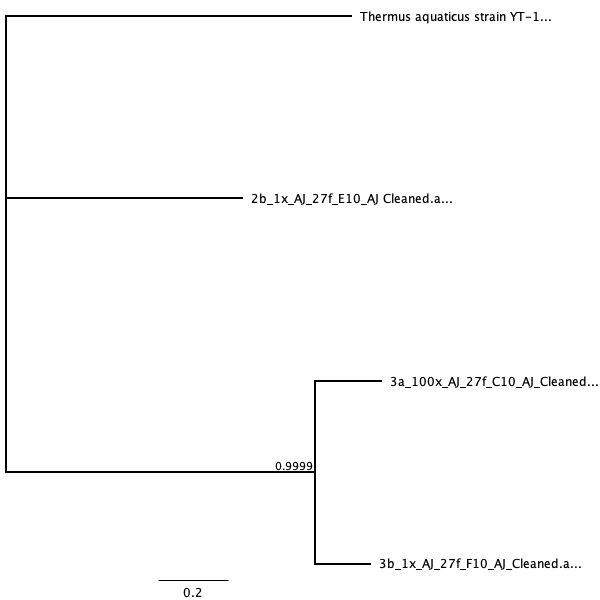 Thermus aquaticus strain YT-1...
2b_1x_AJ_27f_E10_AJ Cleaned.a...
3a_100x_AJ_27f_C10_AJ_Cleaned...
0.9999
3b_1x_AJ_27f_F10_AJ_Cleaned.a...
0.2